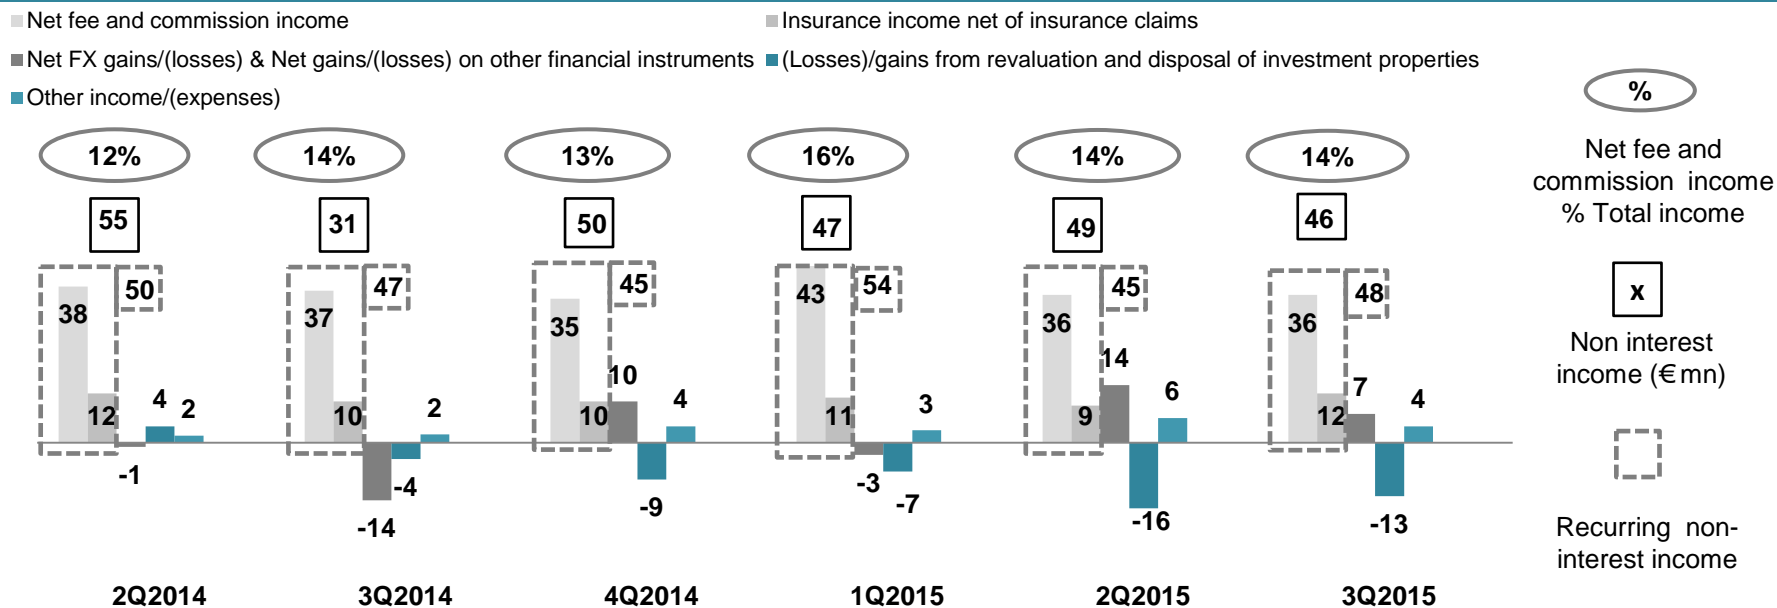 Net fee and commission income
Insurance income net of insurance claims
Net FX gains/(losses) & Net gains/(losses) on other financial instruments
(Losses)/gains from revaluation and disposal of investment properties
Other income/(expenses)
%
Net fee and
commission income
% Total income
x
Non interest
income (€mn)
Recurring non-
interest income
12% 14% 13% 16% 14% 14%
55 31 50 47 49 46
50 47 45 54 45 48
38 12 -1 4 2
37 10 -14 -4 2
35 10 10 -9 4
43 11 -3 -7 3
36 9 14 -16 6
36 12 7 -13 4
2Q2014 3Q2014 4Q2014 1Q2015 2Q2015 3Q2015